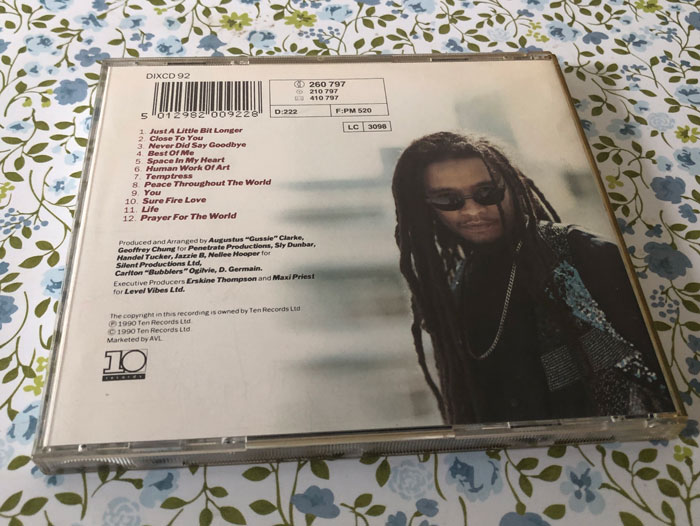 DIXCD 92
5 012982 009228
260 797
210 797
410 797
D:222 F:PM 520
LC 3098
1. Just A Little Bit Longer
2. Close To You
3. Never Did Say Goodbye
4. Best Of Me
5. Space In My Heart
6. Human Work Of Art
7. Temptress
8. Peace Throughout The World
9. You
10. Sure Fire Love
11. Life
12. Prayer For The World
Produced and Arranged by Augustus "Gussie" Clarke,
Geoffrey Chung for Penetrate Productions, Sly Dunbar,
Handel Tucker, Jazzie B, Nellee Hooper for
Silent Productions Ltd,
Carlton "Bubblers" Ogilvie, D. Germain.
Executive Producers Erskine Thompson and Maxi Priest
for Level Vibes Ltd.
The copyright in this recording is owned by Ten Records Ltd
℗ 1990 Ten Records Ltd.
© 1990 Ten Records Ltd.
Marketed by AVL
10
records